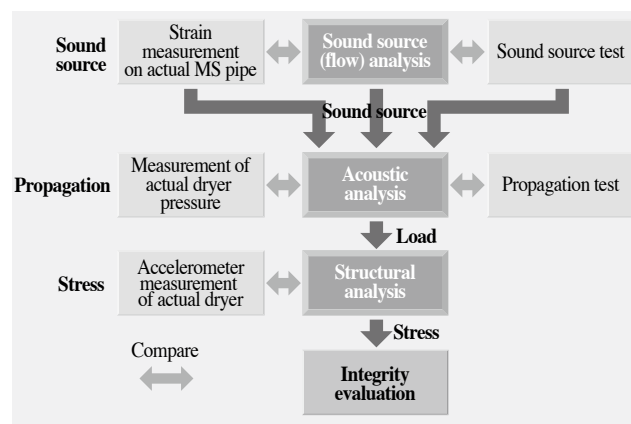 Sound
source
Strain
measurement
on actual MS pipe
Sound source
(flow) analysis
Sound source test
Sound source
Propagation
Measurement of
actual dryer
pressure
Acoustic
analysis
Propagation test
Load
Stress
Accelerometer
measurement
of actual dryer
Structural
analysis
Stress
Compare
Integrity
evaluation